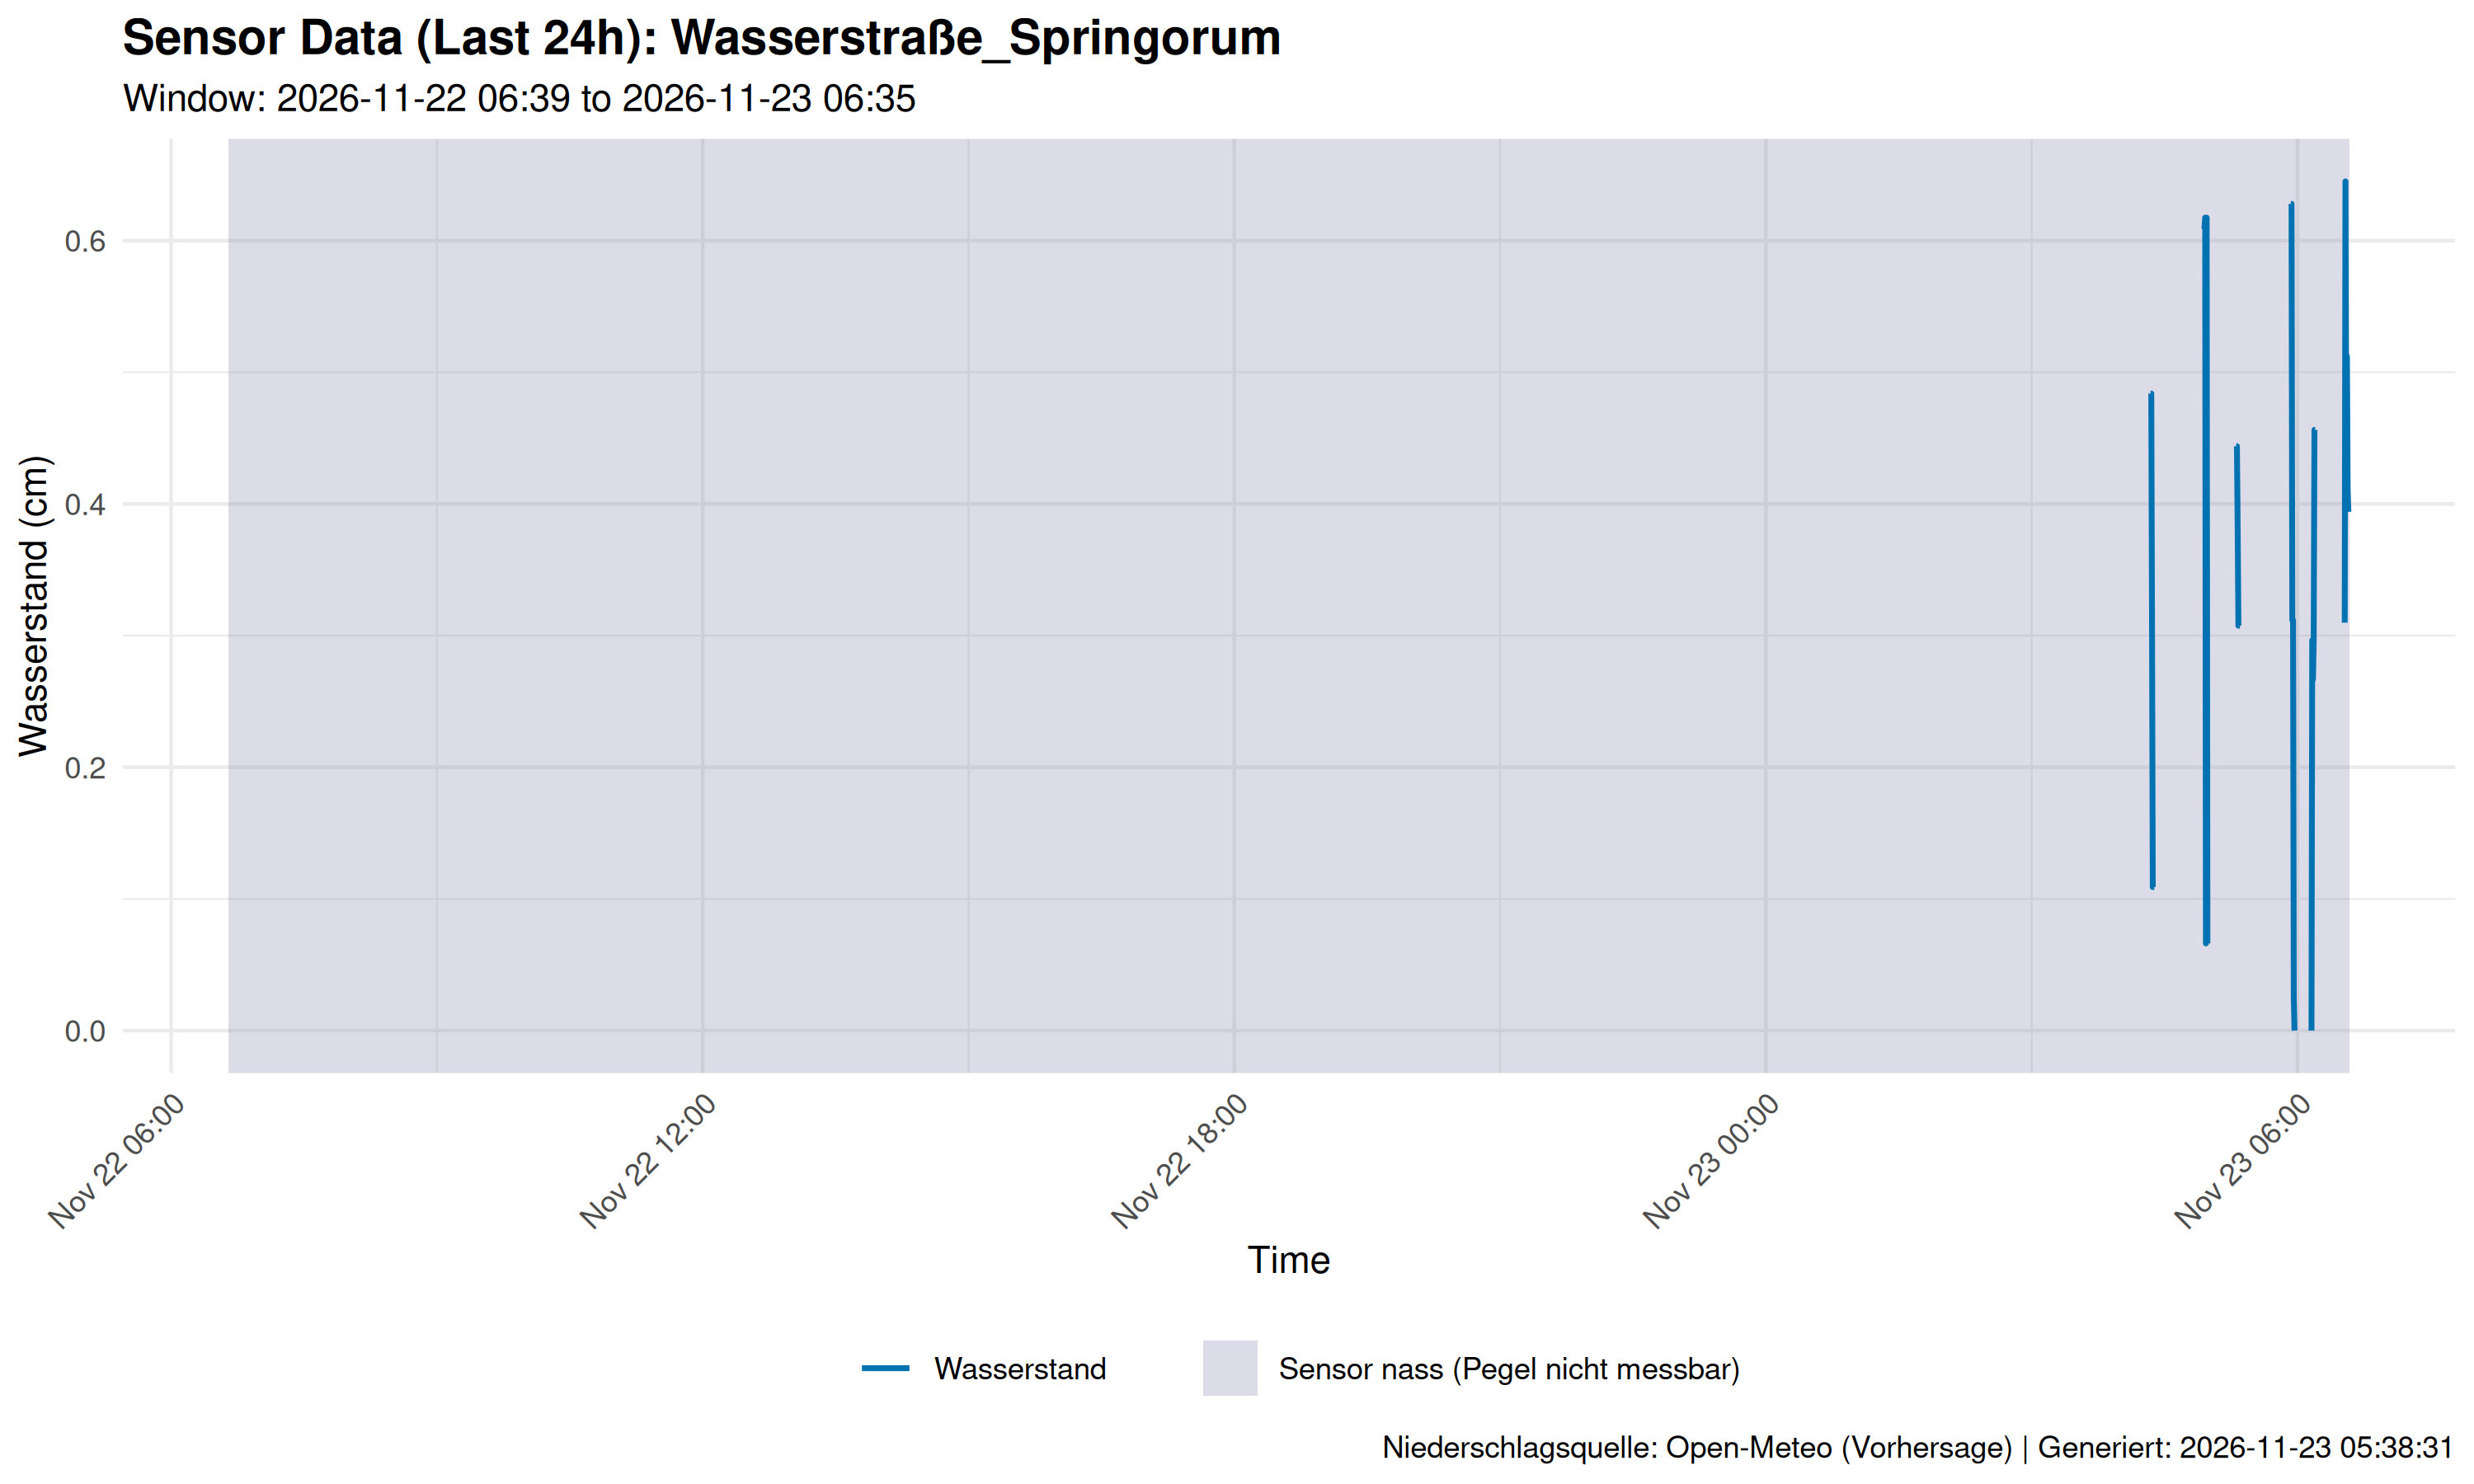 Sensor Data (Last 24h): Wasserstraße_Springorum
Window: 2026-11-22 06:39 to 2026-11-23 06:35
Wasserstand (cm)
0.6
0.4
0.2
0.0
Nov 22 06:00
Nov 22 12:00
Nov 22 18:00
Nov 23 00:00
Nov 23 06:00
Time
Wasserstand
Sensor nass (Pegel nicht messbar)
Niederschlagsquelle: Open-Meteo (Vorhersage) | Generiert: 2026-11-23 05:38:31